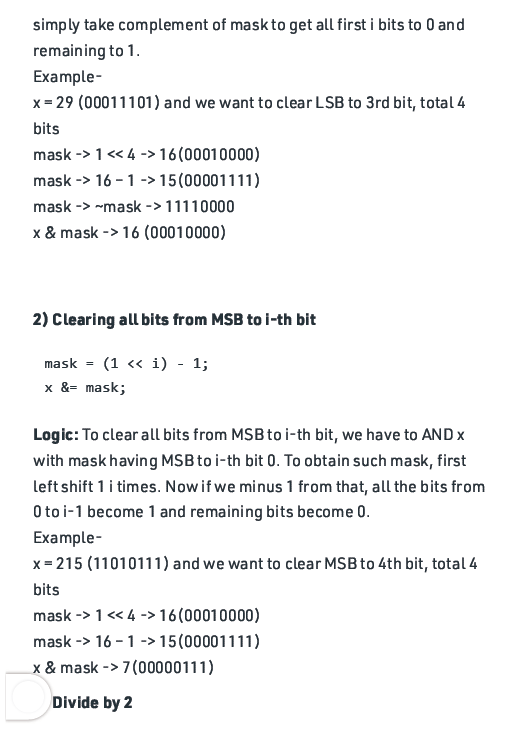 simply take complement of mask to get all first i bits to 0 and
remaining to 1.
Example-
x = 29 (00011101) and we want to clear LSB to 3rd bit, total 4
bits
mask -> 1 << 4 -> 16(00010000)
mask -> 16 – 1 -> 15(00001111)
mask -> ~mask -> 11110000
x & mask -> 16 (00010000)
2) Clearing all bits from MSB to i-th bit
mask = (1 << i) - 1;
x &= mask;
Logic: To clear all bits from MSB to i-th bit, we have to AND x
with mask having MSB to i-th bit 0. To obtain such mask, first
left shift 1 i times. Now if we minus 1 from that, all the bits from
0 to i-1 become 1 and remaining bits become 0.
Example-
x = 215 (11010111) and we want to clear MSB to 4th bit, total 4
bits
mask -> 1 << 4 -> 16(00010000)
mask -> 16 – 1 -> 15(00001111)
x & mask -> 7(00000111)
Divide by 2